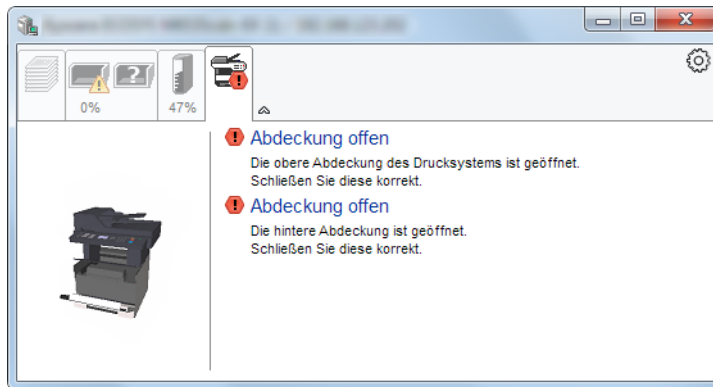 0%
47%
Abdeckung offen
Die obere Abdeckung des Drucksystems ist geöffnet.
Schließen Sie diese korrekt.
Abdeckung offen
Die hintere Abdeckung ist geöffnet.
Schließen Sie diese korrekt.